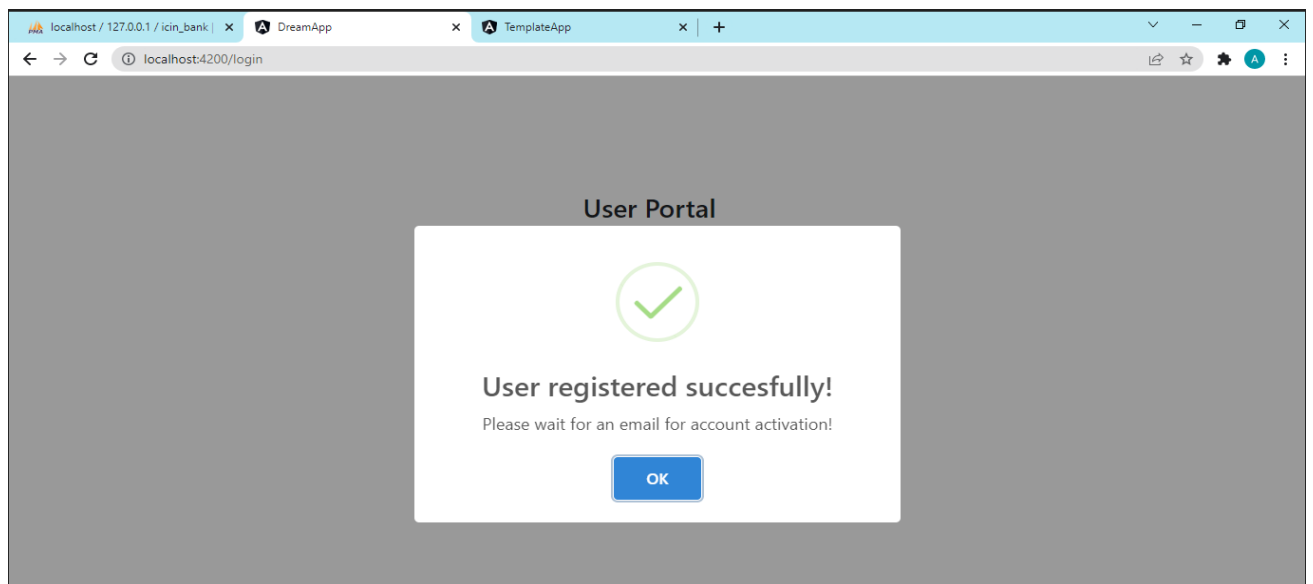 localhost / 127.0.0.1 / icin_bank |
DreamApp
TemplateApp
localhost:4200/login
A
User Portal
User registered succesfully!
Please wait for an email for account activation!
OK